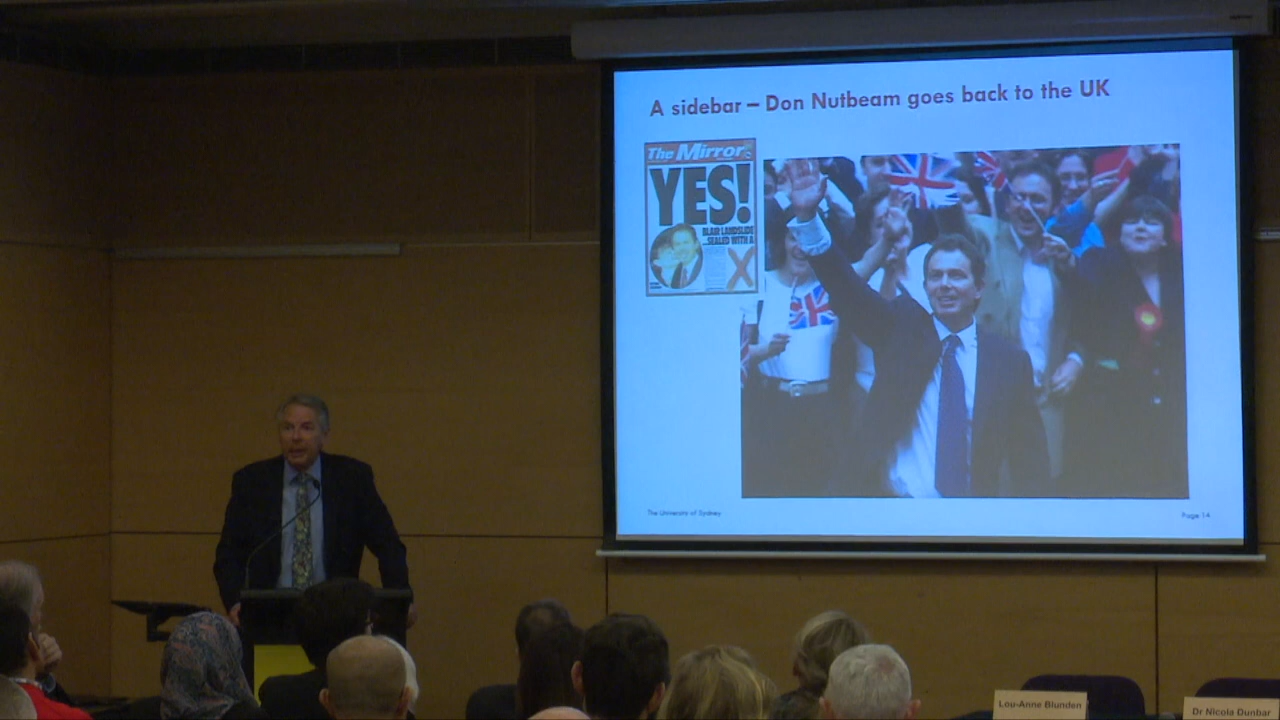 A sidebar – Don Nutbeam goes back to the UK
The Mirror
YES!
BLAIR LANDSLIDE
...SEALED WITH A
X
The University of Sydney
Page 14
Lou-Anne Blunden
Dr Nicola Dunbar